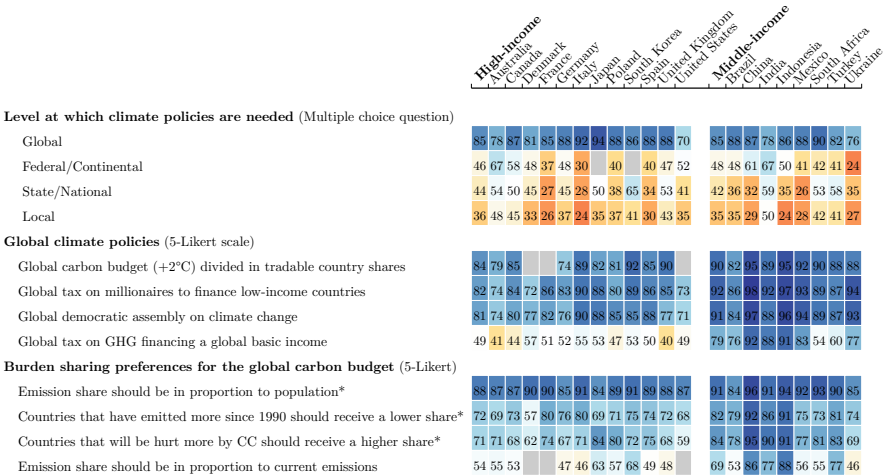 High-income Australia Canada Denmark France Germany Italy Japan Poland South Korea Spain United Kingdom United States Middle-income Brazil China India Indonesia Mexico South Africa Turkey Ukraine
Level at which climate policies are needed (Multiple choice question)
Global 85 78 87 81 85 88 92 94 88 86 88 88 70 85 88 87 78 86 88 90 82 76
Federal/Continental 46 67 58 48 37 48 30 40 40 47 52 48 48 61 67 50 41 42 41 24
State/National 44 54 50 45 27 45 28 50 38 65 34 53 41 42 36 32 59 35 26 53 58 35
Local 36 48 45 33 26 37 24 35 37 41 30 43 35 35 35 29 50 24 28 42 41 27
Global climate policies (5-Likert scale)
Global carbon budget (+2°C) divided in tradable country shares 84 79 85 74 89 82 81 92 85 90 90 82 95 89 95 92 90 88 88
Global tax on millionaires to finance low-income countries 82 74 84 72 86 83 90 88 80 89 86 85 73 92 86 98 92 97 93 89 87 94
Global democratic assembly on climate change 81 74 80 77 82 76 90 88 85 85 88 77 71 91 84 97 88 96 94 89 87 93
Global tax on GHG financing a global basic income 49 41 44 57 51 52 55 53 47 53 50 40 49 79 76 92 88 91 83 54 60 77
Burden sharing preferences for the global carbon budget (5-Likert)
Emission share should be in proportion to population* 88 87 87 90 90 85 91 84 89 91 89 88 87 91 84 96 91 94 92 93 90 85
Countries that have emitted more since 1990 should receive a lower share* 72 69 73 57 80 76 80 69 71 75 74 72 68 82 79 92 86 91 75 73 81 74
Countries that will be hurt more by CC should receive a higher share* 71 71 68 62 74 67 71 84 80 72 75 68 59 84 78 95 90 91 77 81 83 69
Emission share should be in proportion to current emissions 54 55 53 47 46 63 57 68 49 48 69 53 86 77 88 56 55 77 46